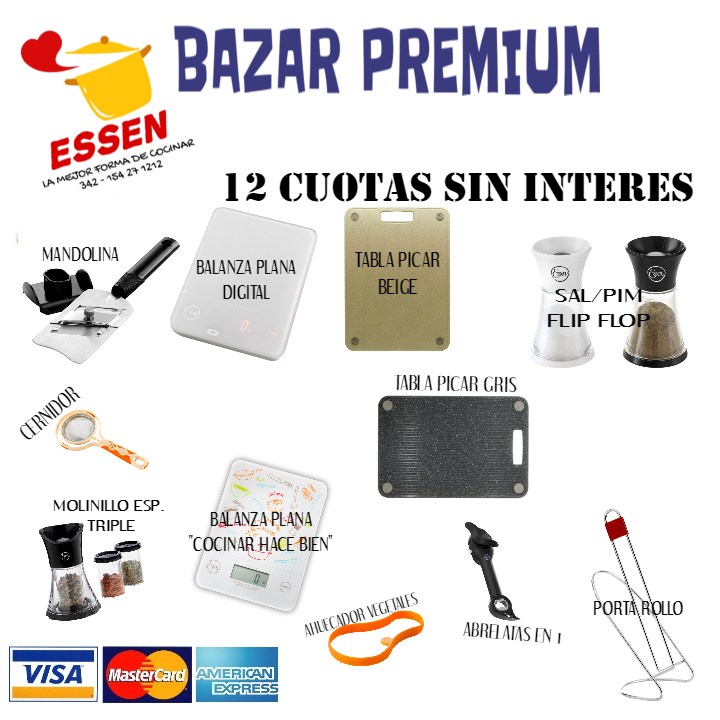 BAZAR PREMIUM
ESSEN
LA MEJOR FORMA DE COCINAR
342 - 154 27 1212
12 CUOTAS SIN INTERES
MANDOLINA
BALANZA PLANA
DIGITAL
TABLA PICAR
BEIGE
SAL/PIM
FLIP FLOP
TABLA PICAR GRIS
CERNIDOR
MOLINILLO ESP.
TRIPLE
BALANZA PLANA
"COCINAR HACE BIEN"
AHUECADOR VEGETALES
ABRELATAS EN 1
PORTA ROLLO
VISA
MasterCard
AMERICAN
EXPRESS